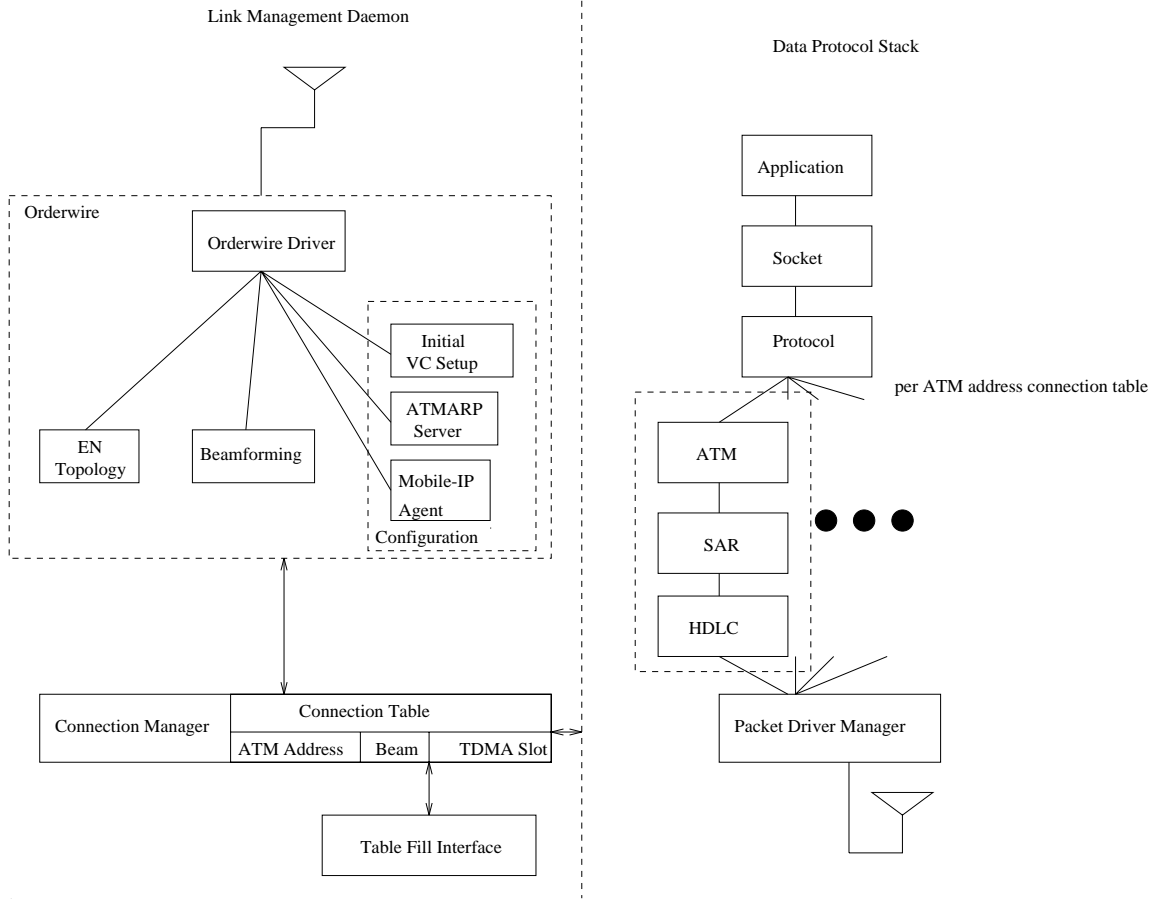 Link Management Daemon
Data Protocol Stack
Orderwire
Orderwire Driver
Initial
VC Setup
ATMARP
Server
Mobile-IP
Agent
Configuration
EN
Topology
Beamforming
Connection Manager
Connection Table
ATM Address
Beam
TDMA Slot
Table Fill Interface
Application
Socket
Protocol
per ATM address connection table
ATM
SAR
HDLC
Packet Driver Manager